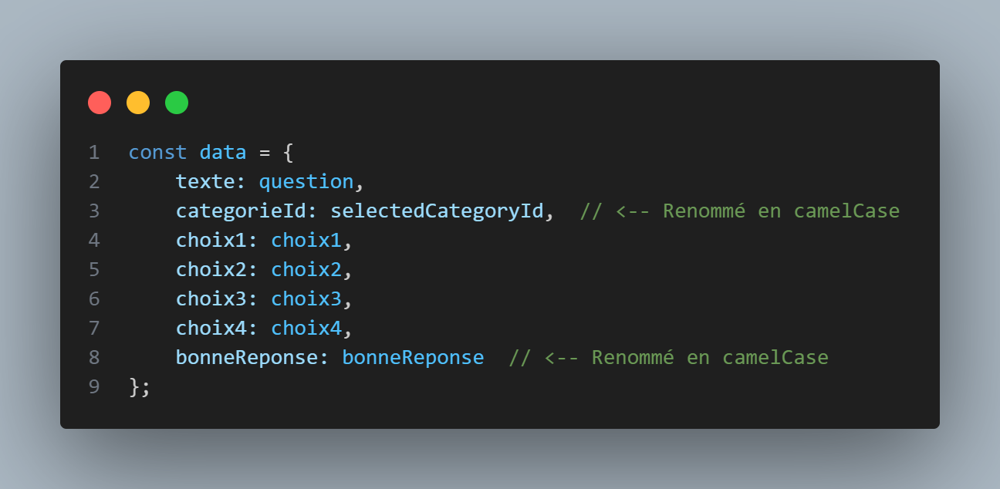 1 const data = {
2 texte: question,
3 categorieId: selectedCategoryId, // <-- Renommé en camelCase
4 choix1: choix1,
5 choix2: choix2,
6 choix3: choix3,
7 choix4: choix4,
8 bonneReponse: bonneReponse // <-- Renommé en camelCase
9 };